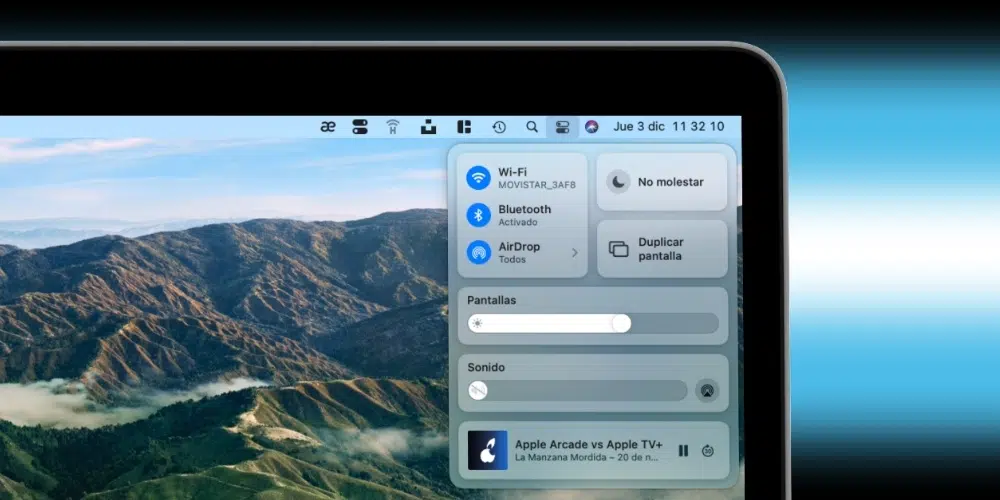 æ
H
Jue 3 dic 11 32 10
Wi-Fi
MOVISTAR_3AF8
Bluetooth
Activado
AirDrop
Todos
No molestar
Duplicar
pantalla
Pantallas
Sonido
Apple Arcade vs Apple TV+
La Manzana Mordida – 20 de n...
30